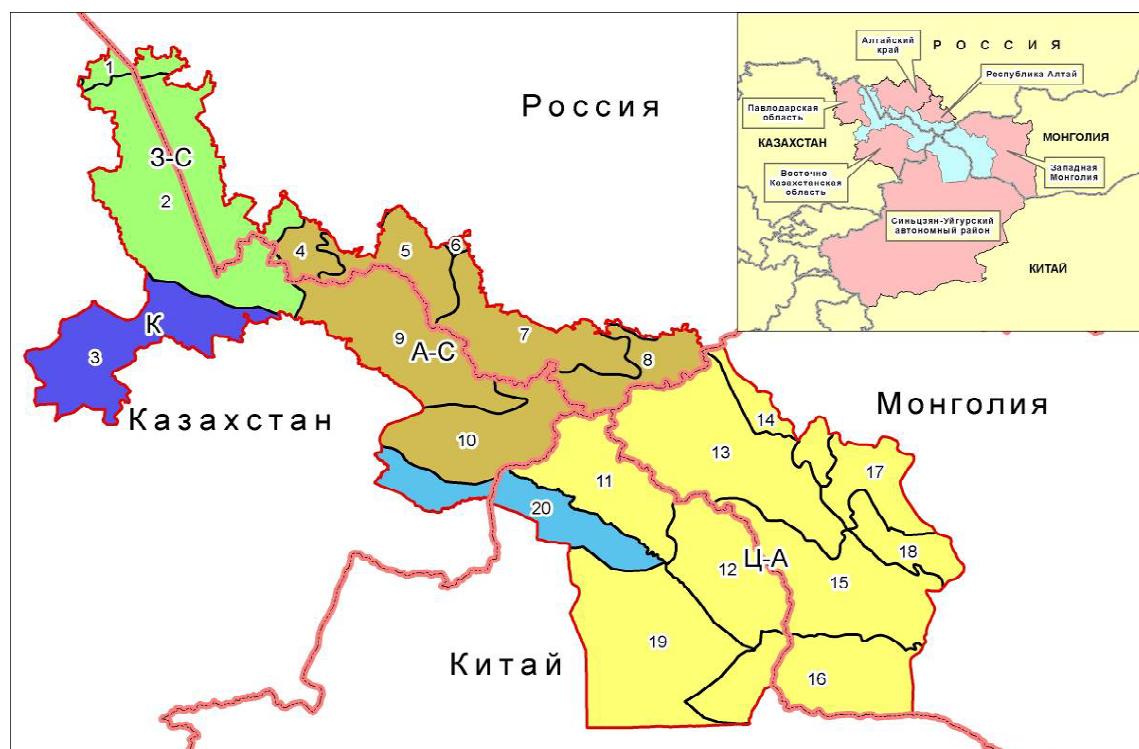 Россия
Казахстан
Монголия
Китай
З-С
К
А-С
Ц-А
1
2
3
4
5
6
7
8
9
10
11
12
13
14
15
16
17
18
19
20
РОССИЯ
Алтайский
край
Республика Алтай
Павлодарская
область
КАЗАХСТАН
МОНГОЛИЯ
Западная
Монголия
Восточно
Казахстанская
область
Синьцзян-Уйгурский
автономный район
КИТАЙ